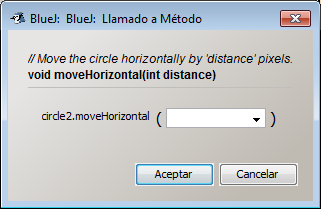 BlueJ: BlueJ: Llamado a Método
// Move the circle horizontally by 'distance' pixels.
void moveHorizontal(int distance)
circle2.moveHorizontal ( )
Aceptar Cancelar